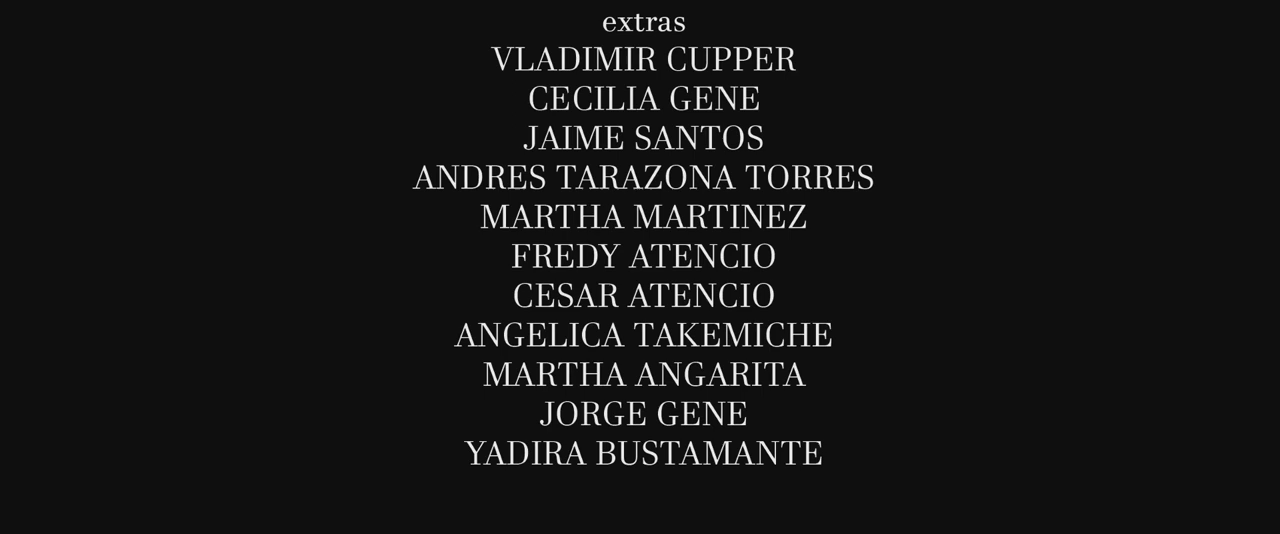 extras
VLADIMIR CUPPER
CECILIA GENE
JAIME SANTOS
ANDRES TARAZONA TORRES
MARTHA MARTINEZ
FREDY ATENCIO
CESAR ATENCIO
ANGELICA TAKEMICHE
MARTHA ANGARITA
JORGE GENE
YADIRA BUSTAMANTE